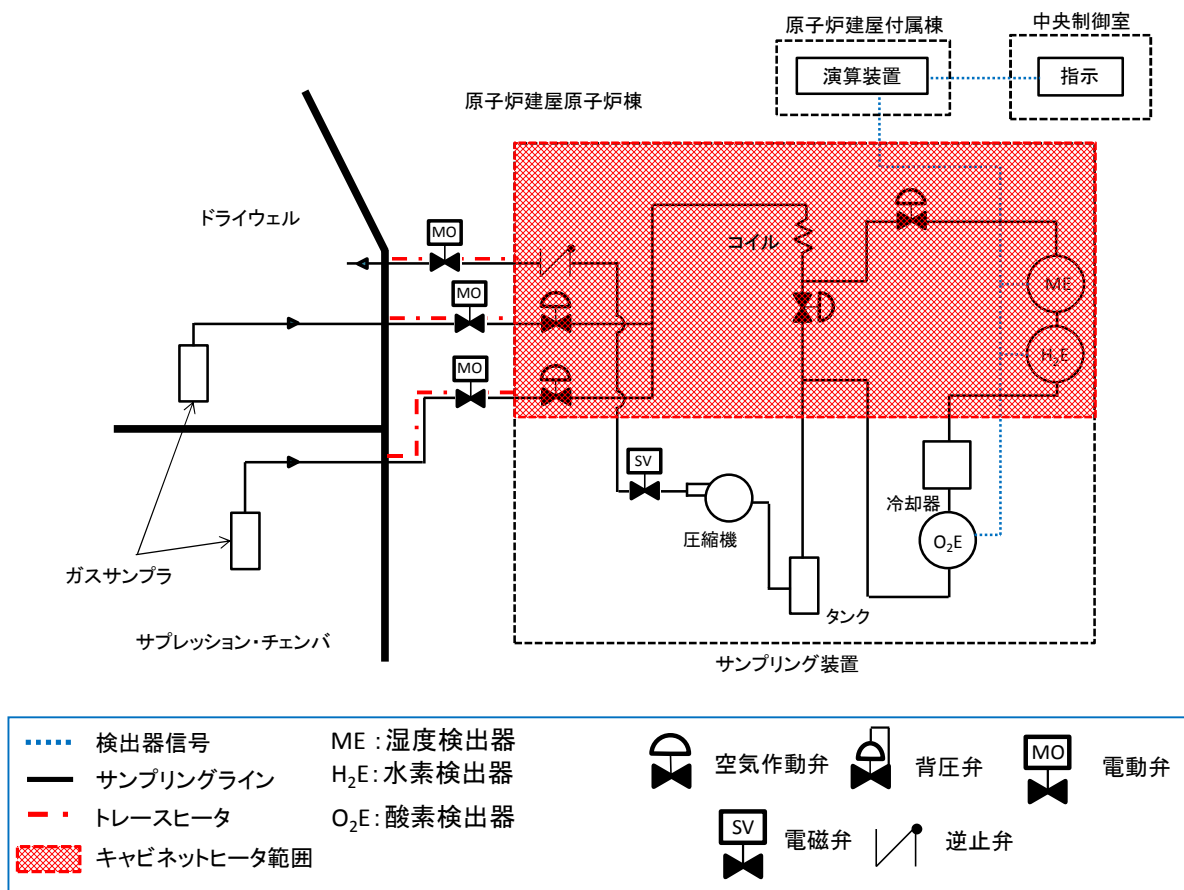 原子炉建屋付属棟
中央制御室
演算装置
指示
原子炉建屋原子炉棟
ドライウェル
MO
コイル
MO
ME
MO
H₂E
SV
冷却器
圧縮機
O₂E
ガスサンプラ
タンク
サプレッション・チェンバ
サンプリング装置
検出器信号
ME：湿度検出器
空気作動弁
背圧弁
MO
電動弁
サンプリングライン
H₂E：水素検出器
トレースヒータ
O₂E：酸素検出器
SV
電磁弁
逆止弁
キャビネットヒータ範囲